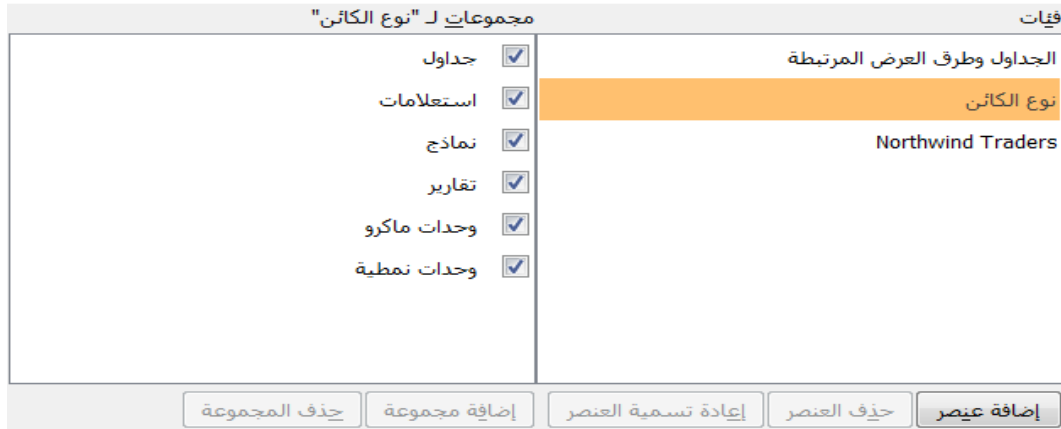 فئات
مجموعات لـ "نوع الكائن"
الجداول وطرق العرض المرتبطة
نوع الكائن
Northwind Traders
جداول
استعلامات
نماذج
تقارير
وحدات ماكرو
وحدات نمطية
إضافة عنصر
حذف العنصر
إعادة تسمية العنصر
إضافة مجموعة
حذف المجموعة